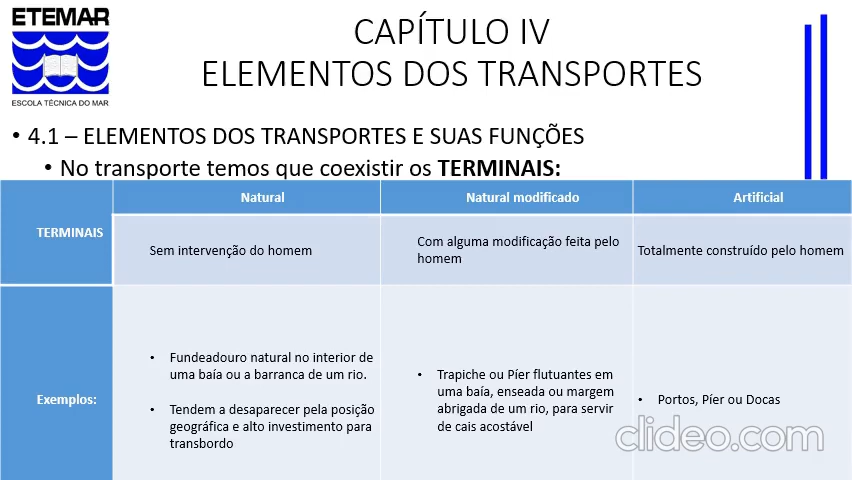 ETEMAR
ESCOLA TÉCNICA DO MAR
CAPÍTULO IV
ELEMENTOS DOS TRANSPORTES
• 4.1 – ELEMENTOS DOS TRANSPORTES E SUAS FUNÇÕES
• No transporte temos que coexistir os TERMINAIS:
TERMINAIS
Natural
Natural modificado
Artificial
Sem intervenção do homem
Com alguma modificação feita pelo
homem
Totalmente construído pelo homem
Exemplos:
• Fundeadouro natural no interior de
uma baía ou a barranca de um rio.
• Tendem a desaparecer pela posição
geográfica e alto investimento para
transbordo
• Trapiche ou Píer flutuantes em
uma baía, enseada ou margem
abrigada de um rio, para servir
de cais acostável
• Portos, Píer ou Docas
clideo.com